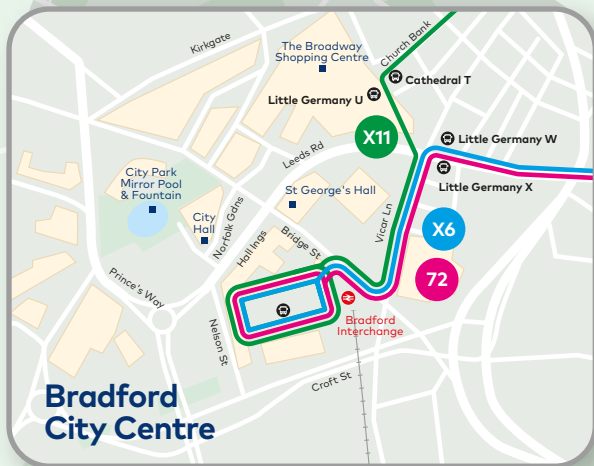 Kirkgate
The Broadway
Shopping Centre
Church Bank
Cathedral T
Little Germany U
X11
Little Germany W
Leeds Rd
Little Germany X
City Park
Mirror Pool
& Fountain
St George's Hall
City
Hall
Norfolk Gdns
Hall Ings
Bridge St
Vicar Ln
X6
72
Prince's Way
Bradford
Interchange
Nelson St
Croft St
Bradford
City Centre